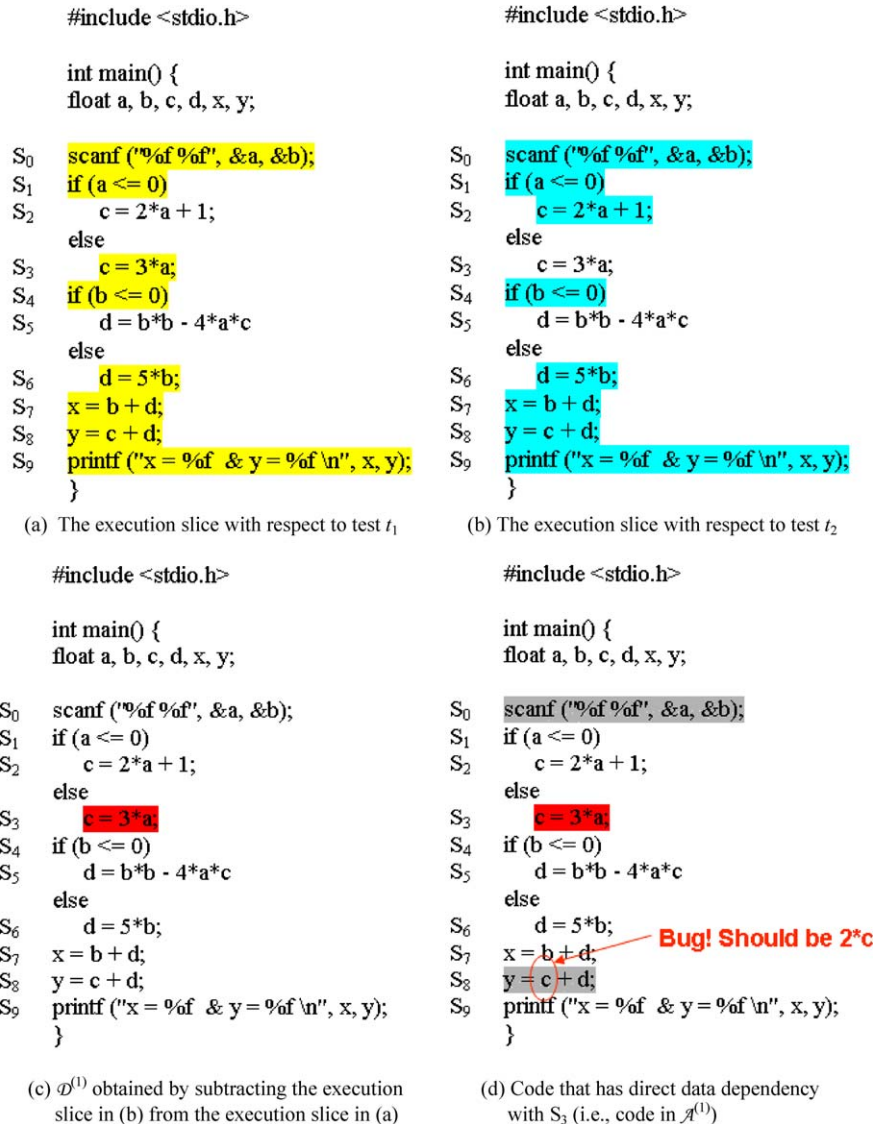 #include <stdio.h>
int main() {
float a, b, c, d, x, y;
S0 scanf ("%f %f", &a, &b);
S1 if (a <= 0)
S2 c = 2*a + 1;
else
S3 c = 3*a;
S4 if (b <= 0)
S5 d = b*b - 4*a*c
else
S6 d = 5*b;
S7 x = b + d;
S8 y = c + d;
S9 printf ("x = %f & y = %f \n", x, y);
}
(a) The execution slice with respect to test t1
#include <stdio.h>
int main() {
float a, b, c, d, x, y;
S0 scanf ("%f %f", &a, &b);
S1 if (a <= 0)
S2 c = 2*a + 1;
else
S3 c = 3*a;
S4 if (b <= 0)
S5 d = b*b - 4*a*c
else
S6 d = 5*b;
S7 x = b + d;
S8 y = c + d;
S9 printf ("x = %f & y = %f \n", x, y);
}
(b) The execution slice with respect to test t2
#include <stdio.h>
int main() {
float a, b, c, d, x, y;
S0 scanf ("%f %f", &a, &b);
S1 if (a <= 0)
S2 c = 2*a + 1;
else
S3 c = 3*a;
S4 if (b <= 0)
S5 d = b*b - 4*a*c
else
S6 d = 5*b;
S7 x = b + d;
S8 y = c + d;
S9 printf ("x = %f & y = %f \n", x, y);
}
(c) 𝒟(1) obtained by subtracting the execution
slice in (b) from the execution slice in (a)
#include <stdio.h>
int main() {
float a, b, c, d, x, y;
S0 scanf ("%f %f", &a, &b);
S1 if (a <= 0)
S2 c = 2*a + 1;
else
S3 c = 3*a;
S4 if (b <= 0)
S5 d = b*b - 4*a*c
else
S6 d = 5*b;
Bug! Should be 2*c
S7 x = b + d;
S8 y = c + d;
S9 printf ("x = %f & y = %f \n", x, y);
}
(d) Code that has direct data dependency
with S3 (i.e., code in 𝒜(1))